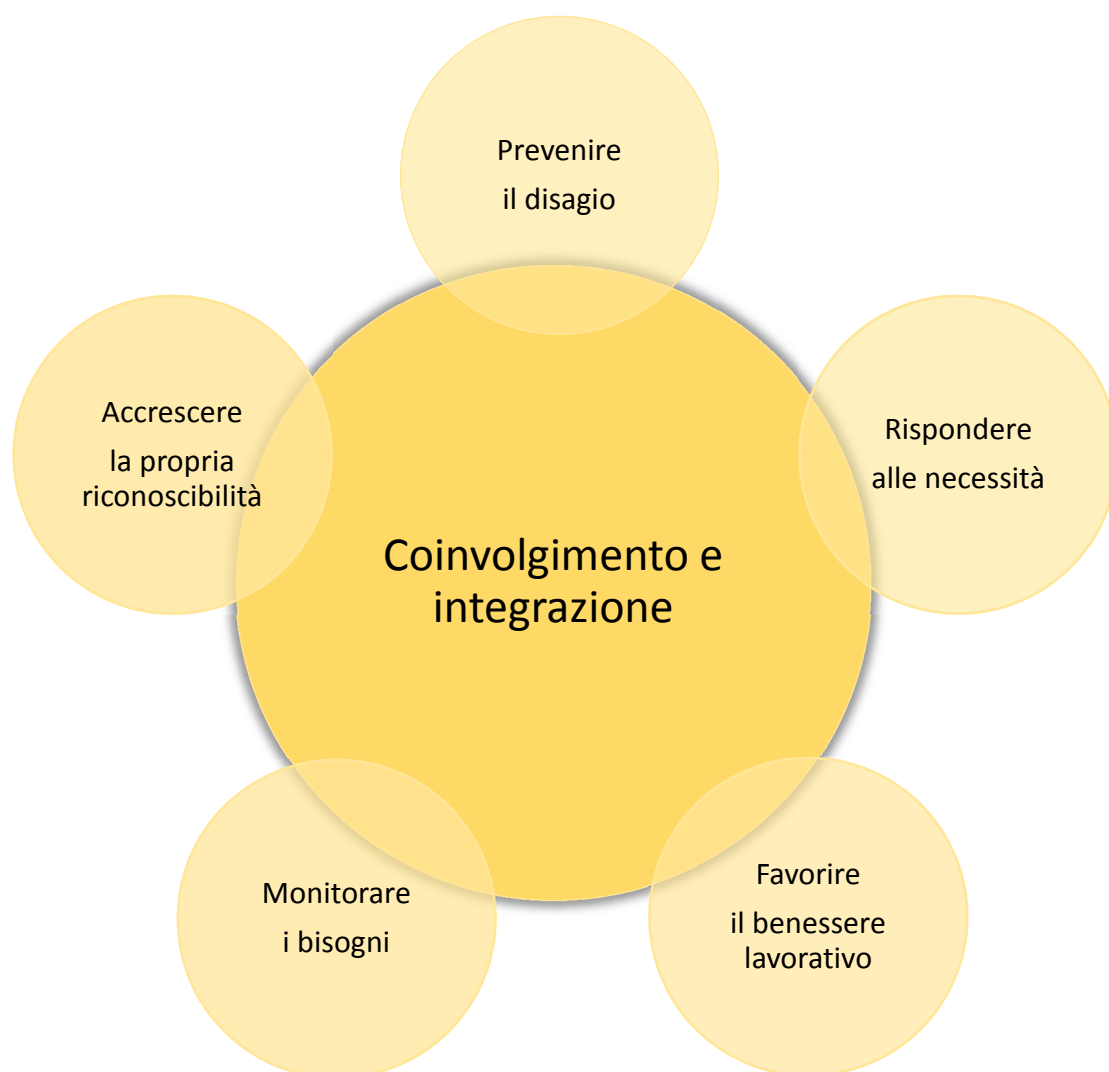 Prevenire
il disagio
Rispondere
alle necessità
Favorire
il benessere
lavorativo
Monitorare
i bisogni
Accrescere
la propria
riconoscibilità
Coinvolgimento e
integrazione